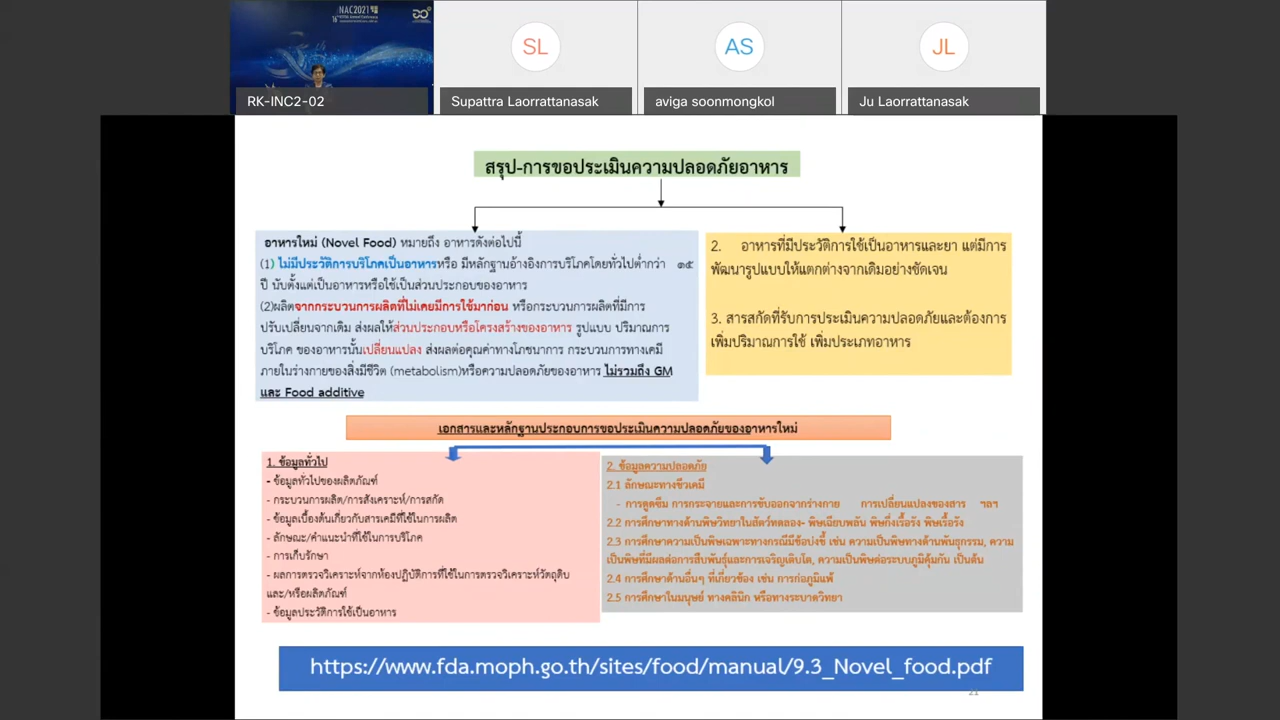 NAC2021
SL
AS
JL
RK-INC2-02
Supattra Laorrattanasak
aviga soonmongkol
Ju Laorrattanasak
สรุป-การขอประเมินความปลอดภัยอาหาร
อาหารใหม่ (Novel Food) หมายถึง อาหารดังต่อไปนี้
(1) ไม่มีประวัติการบริโภคเป็นอาหารหรือ มีหลักฐานอ้างอิงการบริโภคโดยทั่วไปต่ำกว่า ๑๕
ปี นับตั้งแต่เป็นอาหารหรือใช้เป็นส่วนประกอบของอาหาร
(2)ผลิตจากกระบวนการผลิตที่ไม่เคยมีการใช้มาก่อน หรือกระบวนการผลิตที่มีการ
ปรับเปลี่ยนจากเดิม ส่งผลให้ส่วนประกอบหรือโครงสร้างของอาหาร รูปแบบ ปริมาณการ
บริโภค ของอาหารนั้นเปลี่ยนแปลง ส่งผลต่อคุณค่าทางโภชนาการ กระบวนการทางเคมี
ภายในร่างกายของสิ่งมีชีวิต (metabolism)หรือความปลอดภัยของอาหาร ไม่รวมถึง GM
และ Food additive
2. อาหารที่มีประวัติการใช้เป็นอาหารและยา แต่มีการ
พัฒนารูปแบบให้แตกต่างจากเดิมอย่างชัดเจน
3. สารสกัดที่รับการประเมินความปลอดภัยและต้องการ
เพิ่มปริมาณการใช้ เพิ่มประเภทอาหาร
เอกสารและหลักฐานประกอบการขอประเมินความปลอดภัยของอาหารใหม่
1. ข้อมูลทั่วไป
- ข้อมูลทั่วไปของผลิตภัณฑ์
- กระบวนการผลิต/การสังเคราะห์/การสกัด
- ข้อมูลเบื้องต้นเกี่ยวกับสารเคมีที่ใช้ในการผลิต
- ลักษณะ/คำแนะนำที่ใช้ในการบริโภค
- การเก็บรักษา
- ผลการตรวจวิเคราะห์จากห้องปฏิบัติการที่ใช้ในการตรวจวิเคราะห์วัตถุดิบ
และ/หรือผลิตภัณฑ์
- ข้อมูลประวัติการใช้เป็นอาหาร
2. ข้อมูลความปลอดภัย
2.1 ลักษณะทางชีวเคมี
- การดูดซึม การกระจายและการขับออกจากร่างกาย การเปลี่ยนแปลงของสาร ฯลฯ
2.2 การศึกษาทางด้านพิษวิทยาในสัตว์ทดลอง- พิษเฉียบพลัน พิษกึ่งเรื้อรัง พิษเรื้อรัง
2.3 การศึกษาความเป็นพิษเฉพาะทางกรณีมีข้อบ่งชี้ เช่น ความเป็นพิษทางด้านพันธุกรรม, ความ
เป็นพิษที่มีผลต่อการสืบพันธุ์และการเจริญเติบโต, ความเป็นพิษต่อระบบภูมิคุ้มกัน เป็นต้น
2.4 การศึกษาด้านอื่นๆ ที่เกี่ยวข้อง เช่น การก่อภูมิแพ้
2.5 การศึกษาในมนุษย์ ทางคลินิก หรือทางระบาดวิทยา
https://www.fda.moph.go.th/sites/food/manual/9.3_Novel_food.pdf
21